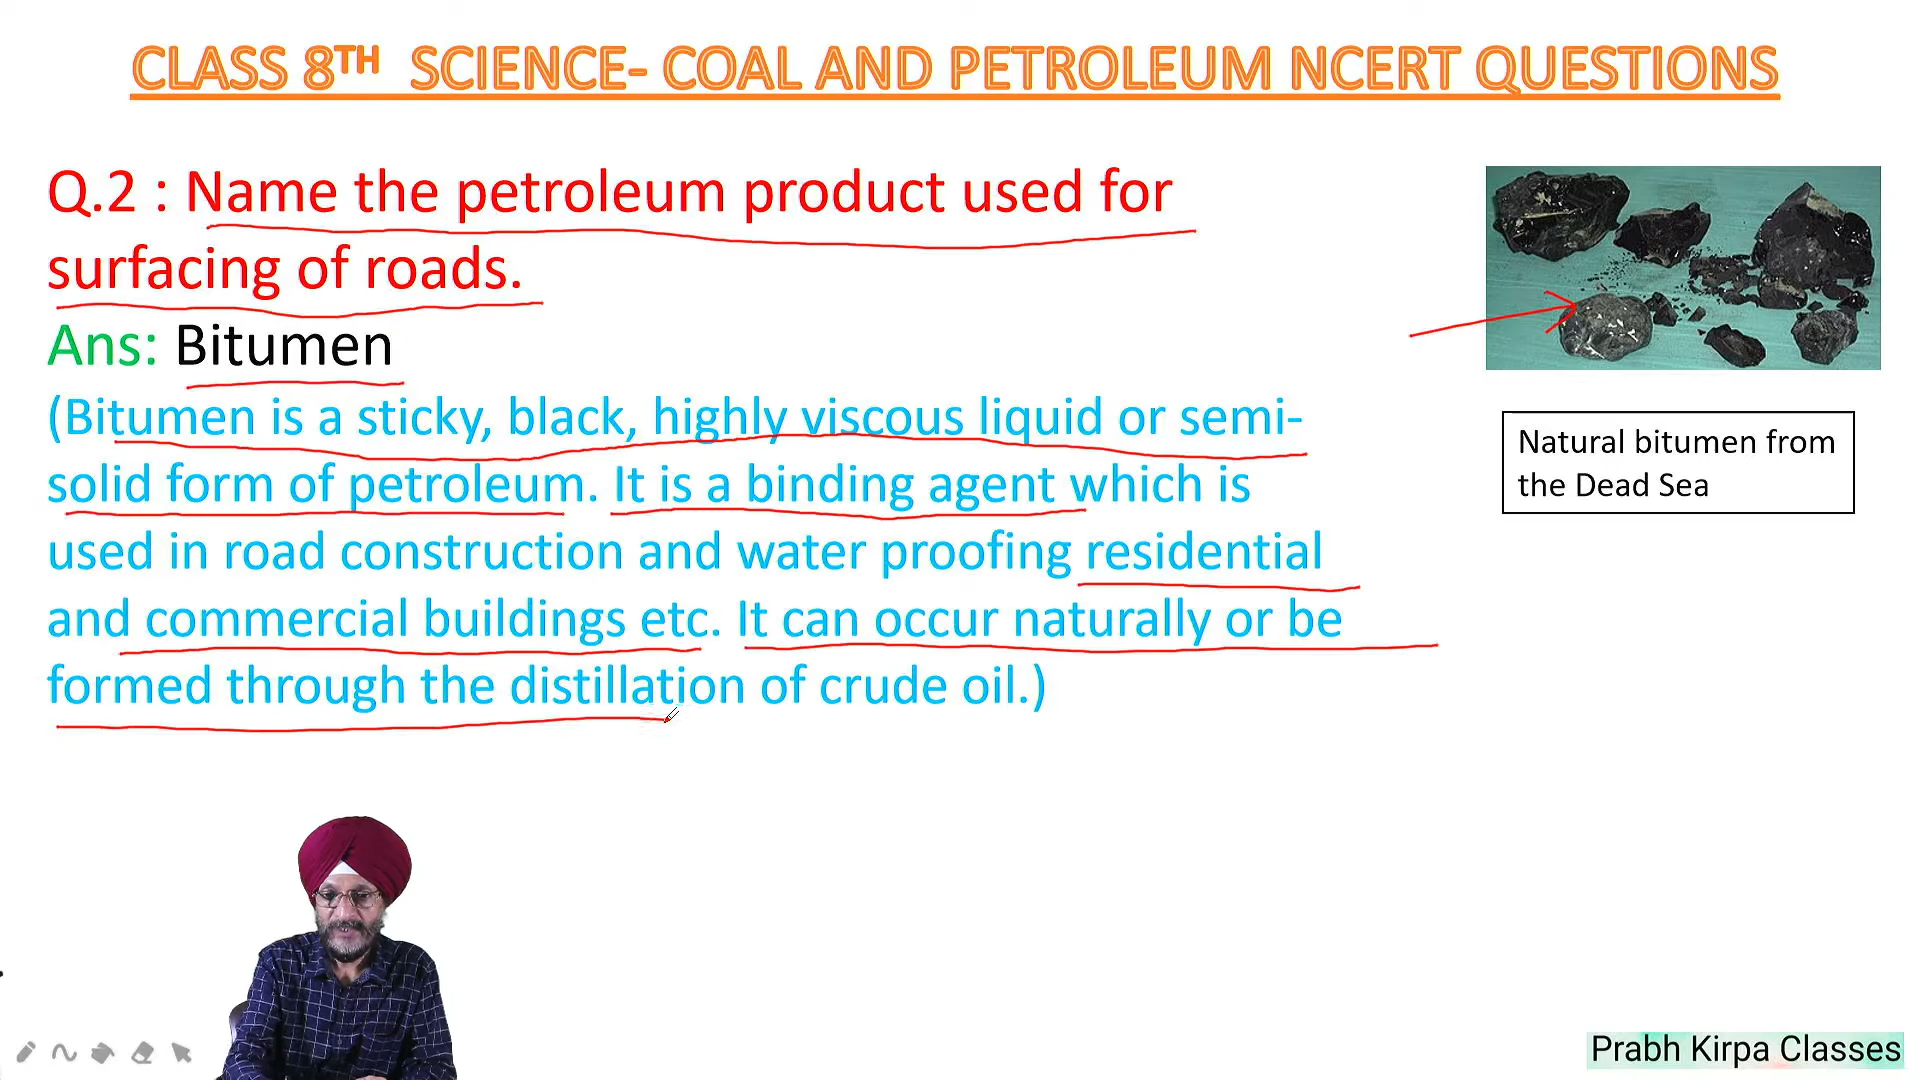 CLASS 8TH SCIENCE- COAL AND PETROLEUM NCERT QUESTIONS
Q.2 : Name the petroleum product used for
surfacing of roads.
Ans: Bitumen
(Bitumen is a sticky, black, highly viscous liquid or semi-
solid form of petroleum. It is a binding agent which is
used in road construction and water proofing residential
and commercial buildings etc. It can occur naturally or be
formed through the distillation of crude oil.)
Natural bitumen from
the Dead Sea
Prabh Kirpa Classes